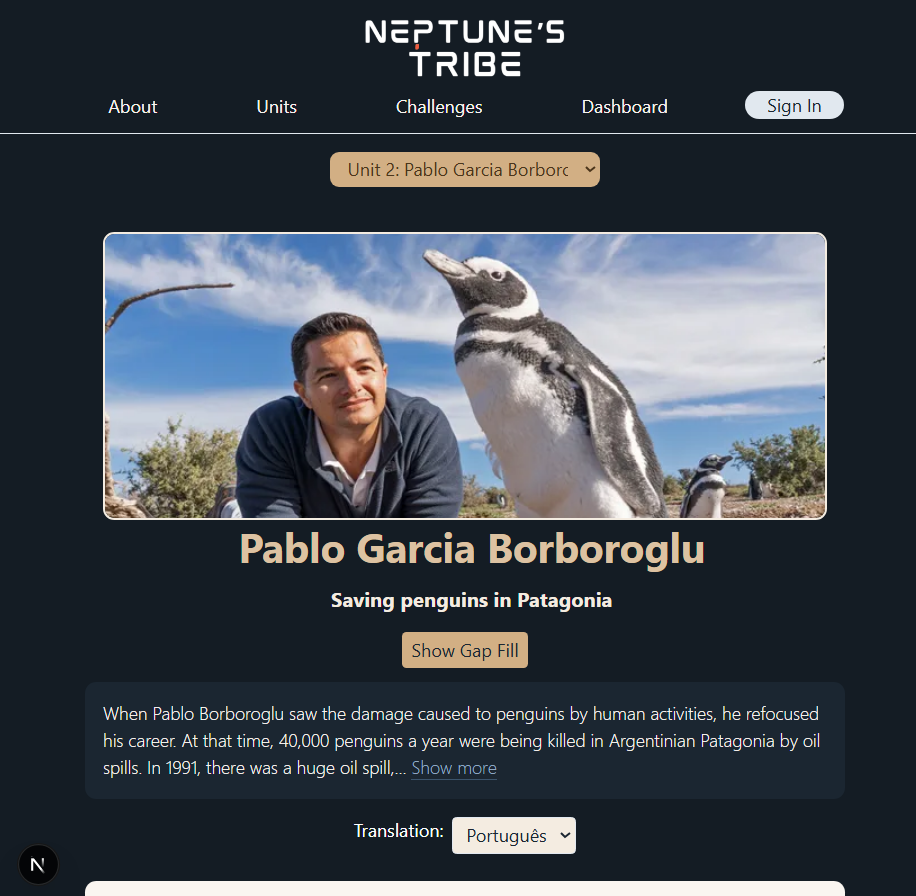 NEPTUNE'S
TRIBE
About Units Challenges Dashboard Sign In
Unit 2: Pablo Garcia Borborc
Pablo Garcia Borboroglu
Saving penguins in Patagonia
Show Gap Fill
When Pablo Borboroglu saw the damage caused to penguins by human activities, he refocused
his career. At that time, 40,000 penguins a year were being killed in Argentinian Patagonia by oil
spills. In 1991, there was a huge oil spill,... Show more
Translation: Português
N